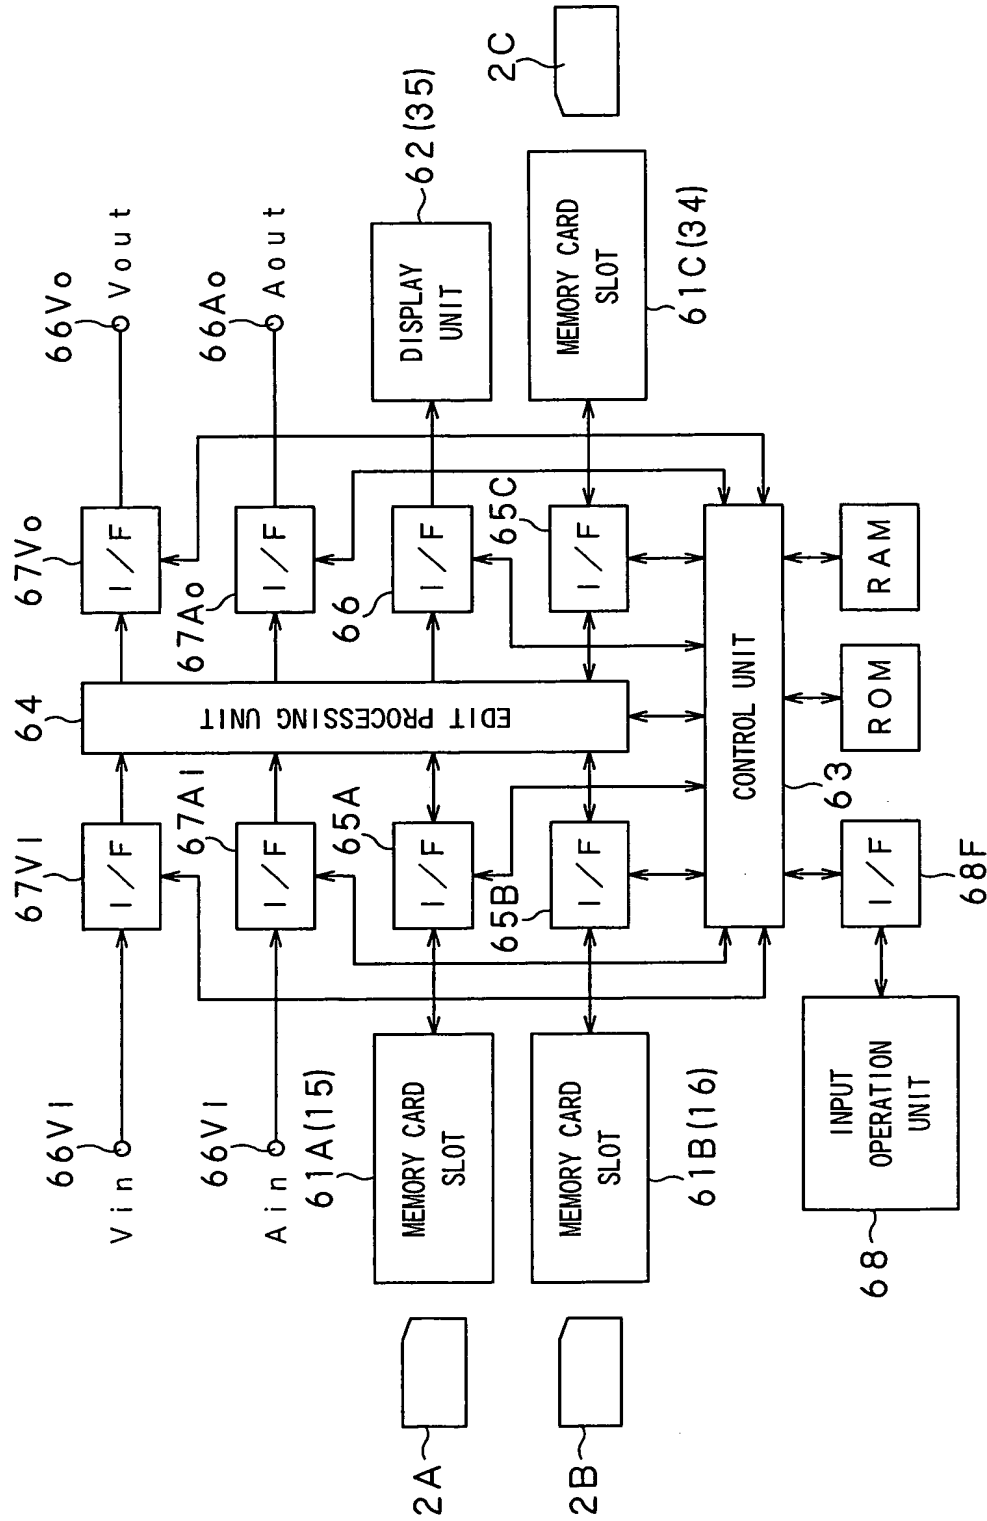 67VI
64
67Vo
66Vo
66VI
Vin
I/F
I/F
Vout
67AI
67Ao
66Ao
66VI
Ain
I/F
I/F
Aout
EDIT PROCESSING UNIT
61A(15)
65A
66
62(35)
2A
MEMORY CARD
SLOT
I/F
I/F
DISPLAY
UNIT
65B
65C
2C
2B
MEMORY CARD
SLOT
I/F
I/F
MEMORY CARD
SLOT
61B(16)
61C(34)
CONTROL UNIT
63
68
INPUT
OPERATION
UNIT
I/F
68F
ROM
RAM